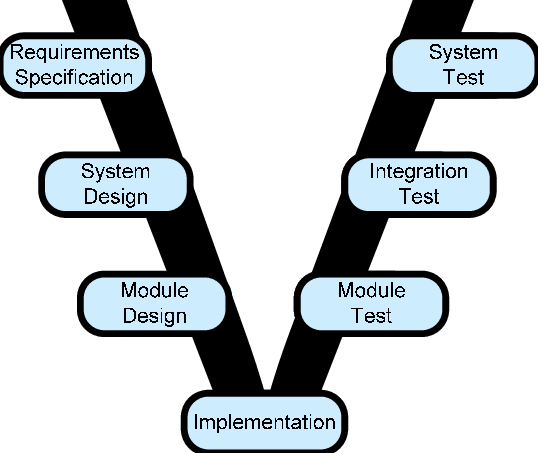 Requirements
Specification
System
Test
System
Design
Integration
Test
Module
Design
Module
Test
Implementation